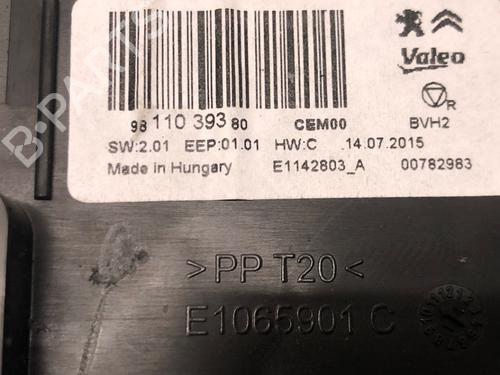 Valeo
98 110 393 80 CEM00 R BVH2
SW:2.01 EEP:01.01 HW:C 14.07.2015
Made in Hungary E1142803_A 00782983
>PP T20<
E1065901 C
B-PARTS